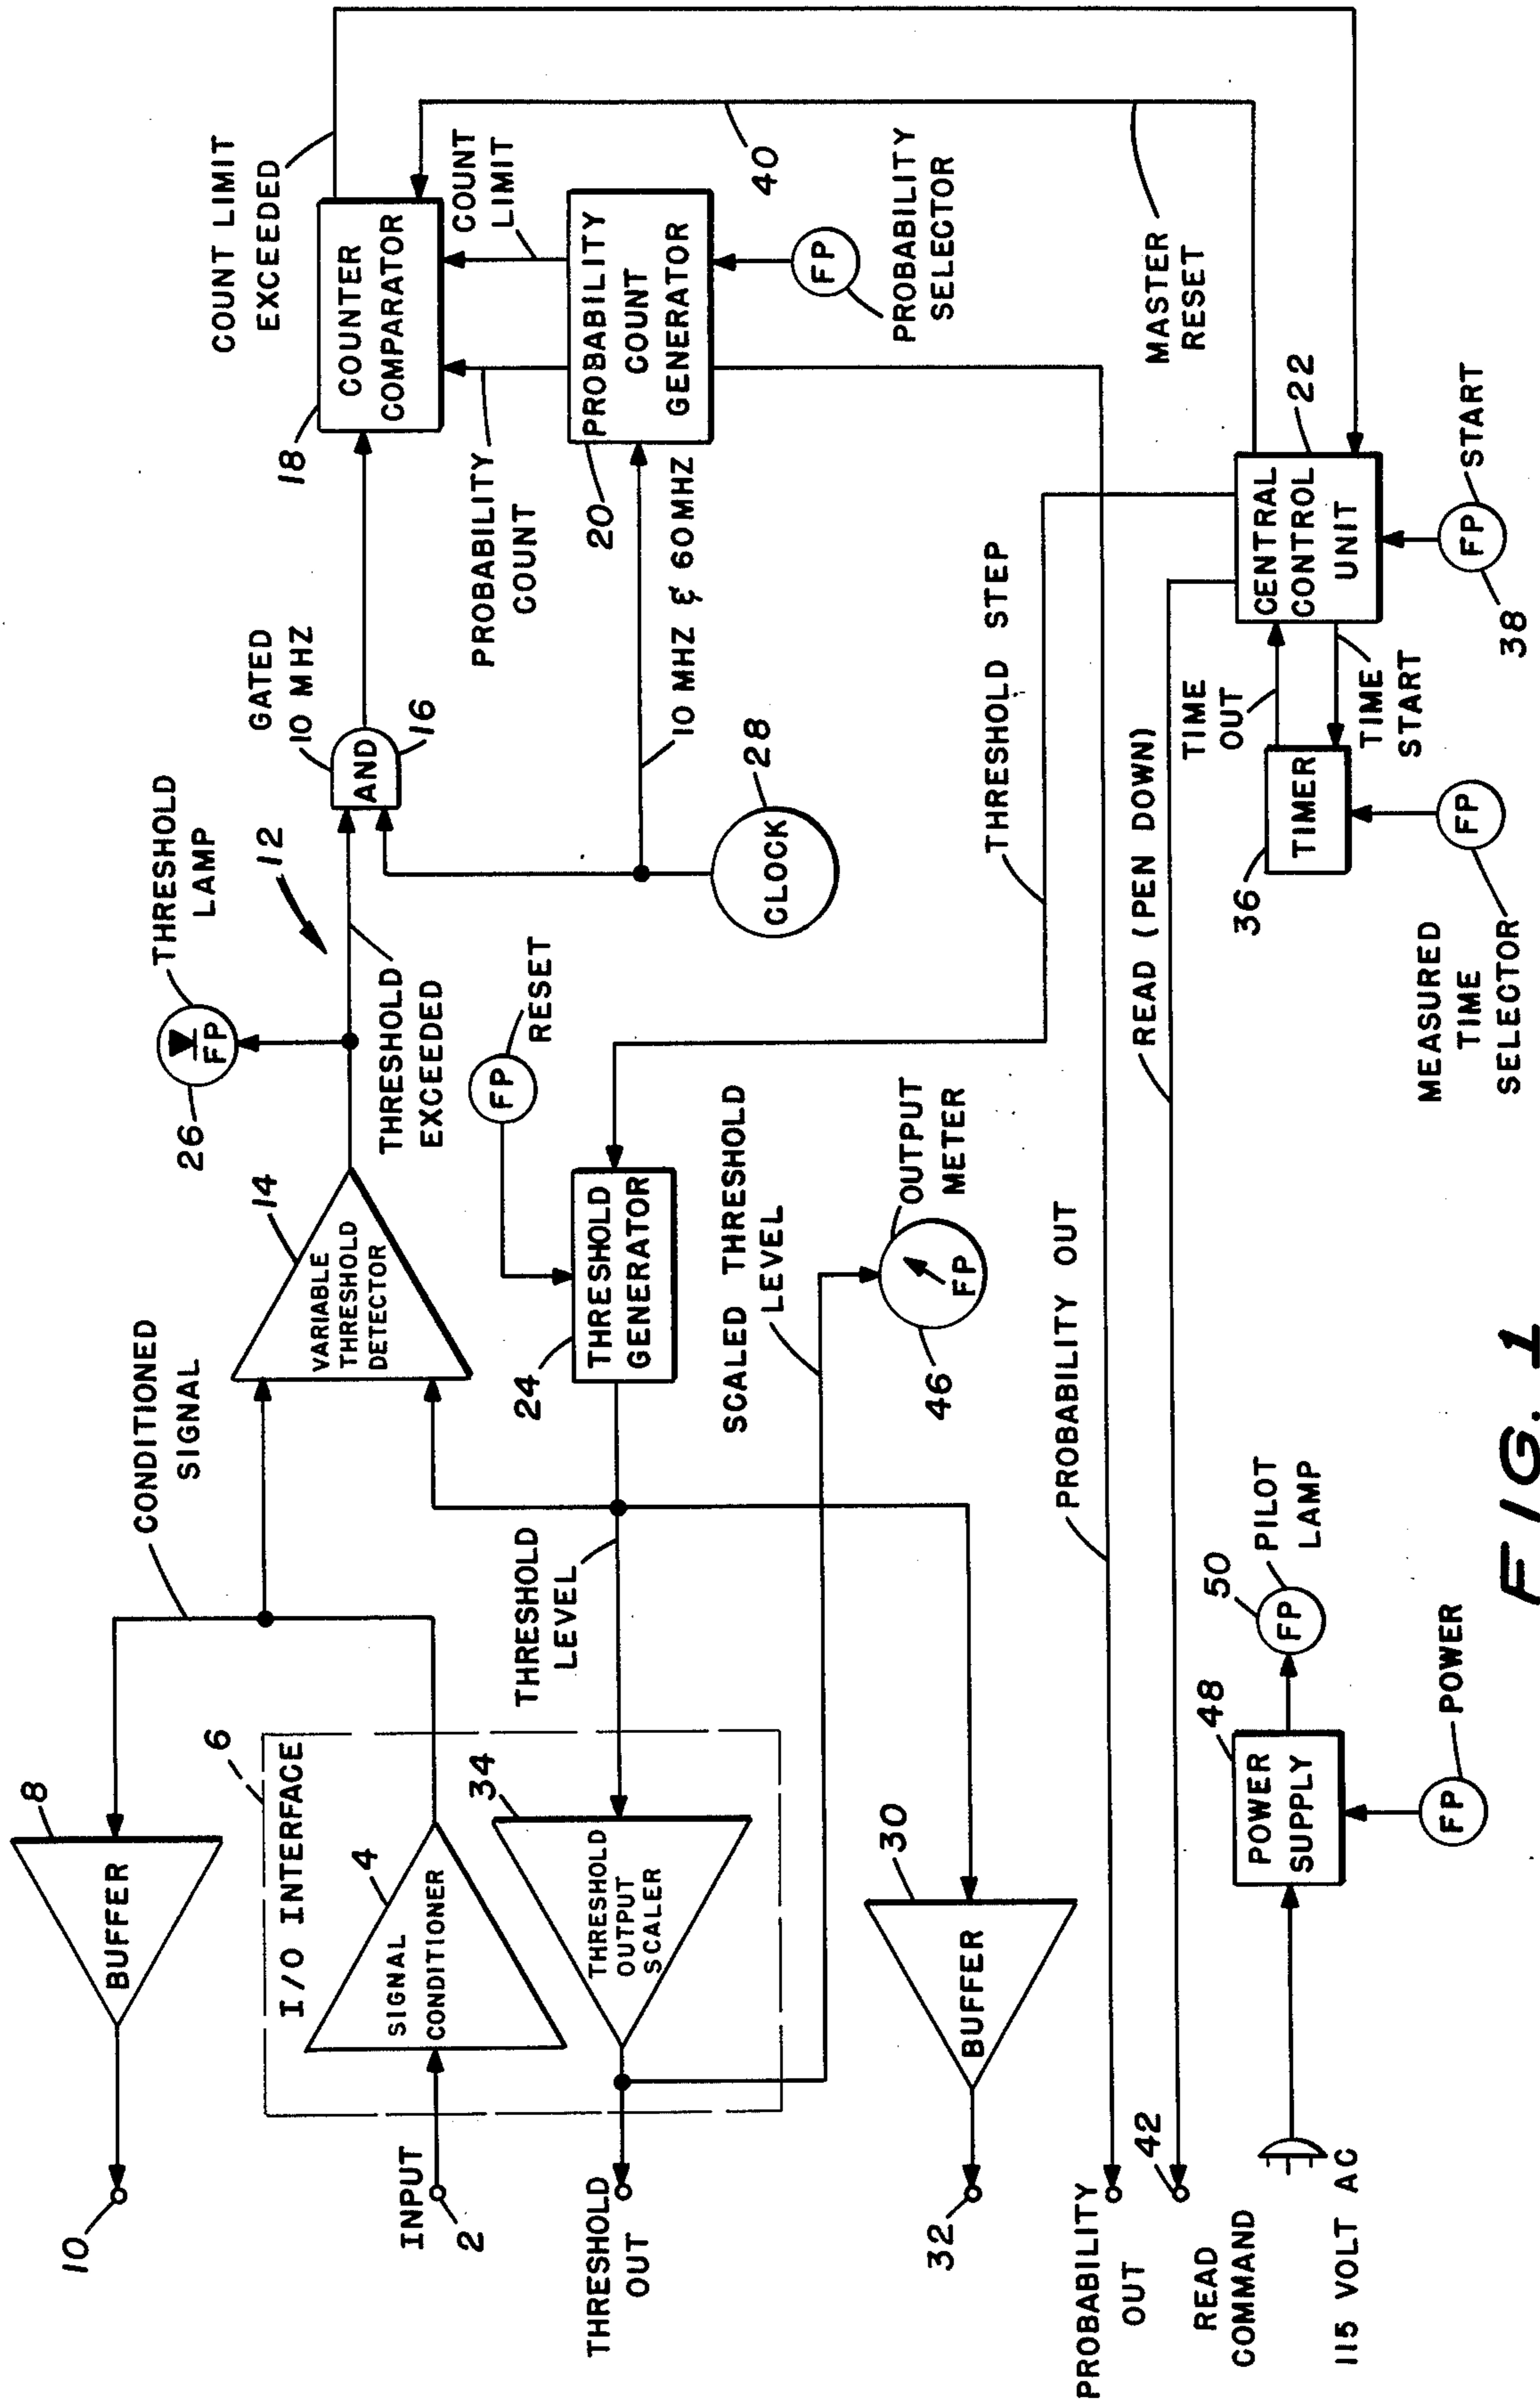 10
BUFFER
8
INPUT
2
I/O INTERFACE
6
SIGNAL
CONDITIONER
4
CONDITIONED
SIGNAL
VARIABLE
THRESHOLD
DETECTOR
14
26
FP
THRESHOLD
LAMP
12
THRESHOLD
EXCEEDED
GATED
10 MHZ
AND
16
18
COUNTER
COMPARATOR
COUNT LIMIT
EXCEEDED
THRESHOLD
OUT
THRESHOLD
OUTPUT
SCALER
34
THRESHOLD
LEVEL
24
THRESHOLD
GENERATOR
FP
RESET
PROBABILITY
COUNT
COUNT
LIMIT
20
PROBABILITY
COUNT
GENERATOR
10 MHZ & 60MHZ
CLOCK
28
FP
PROBABILITY
SELECTOR
40
32
BUFFER
30
SCALED THRESHOLD
LEVEL
46
FP
OUTPUT
METER
THRESHOLD STEP
MASTER
RESET
PROBABILITY
OUT
PROBABILITY OUT
READ
COMMAND
42
READ (PEN DOWN)
TIME
OUT
TIME
START
CENTRAL
CONTROL
UNIT
22
36
TIMER
FP
MEASURED
TIME
SELECTOR
38
FP
START
115 VOLT AC
POWER
SUPPLY
48
50
FP
PILOT
LAMP
FP
POWER
FIG. 1